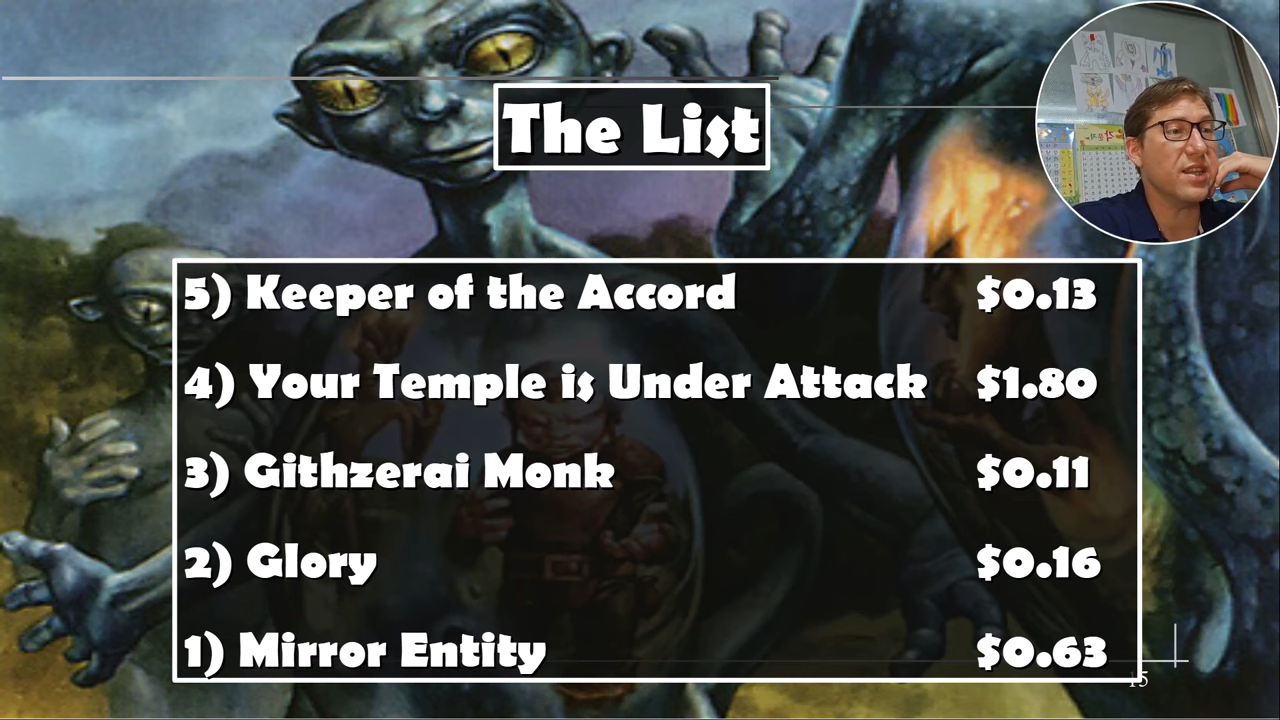 The List
5) Keeper of the Accord $0.13
4) Your Temple is Under Attack $1.80
3) Githzerai Monk $0.11
2) Glory $0.16
1) Mirror Entity $0.63
15